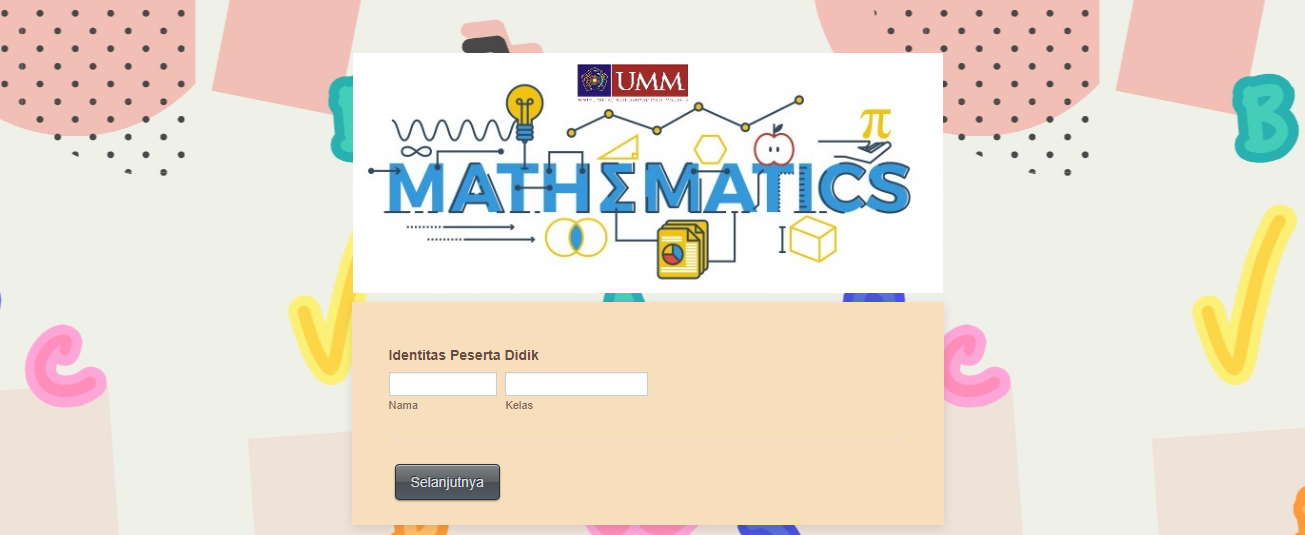 UMM
π
MATHΣMATICS
Identitas Peserta Didik
Nama Kelas
Selanjutnya